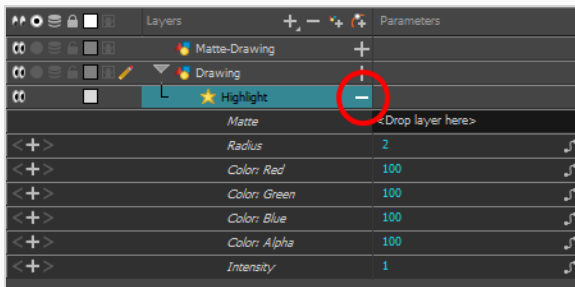 Layers Parameters
Matte-Drawing
Drawing
Highlight
Matte <Drop layer here>
Radius 2
Color: Red 100
Color: Green 100
Color: Blue 100
Color: Alpha 100
Intensity 1